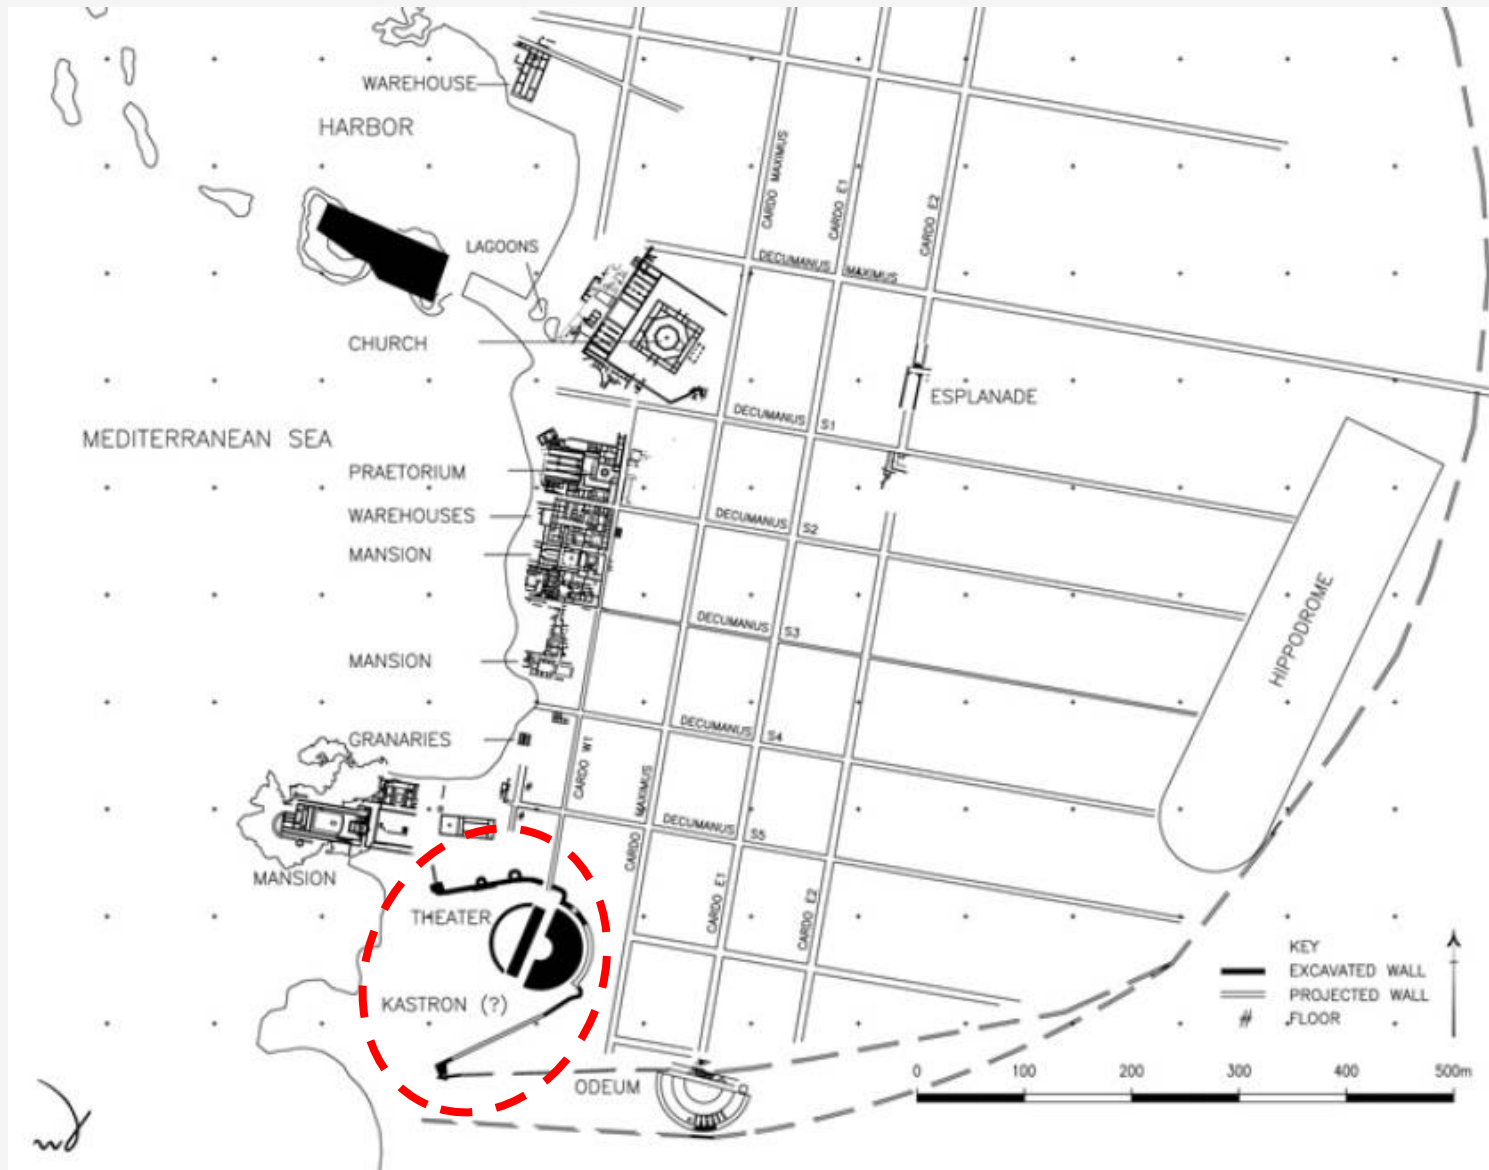 WAREHOUSE
HARBOR
CARDO MAXIMUS
CARDO E1
CARDO E2
LAGOONS
DECUMANUS MAXIMUS
CHURCH
ESPLANADE
DECUMANUS S1
MEDITERRANEAN SEA
PRAETORIUM
WAREHOUSES
DECUMANUS S2
MANSION
HIPPODROME
DECUMANUS S3
MANSION
DECUMANUS S4
GRANARIES
CARDO W1
CARDO MAXIMUS
DECUMANUS S5
MANSION
CARDO E1
CARDO E2
THEATER
KASTRON (?)
ODEUM
KEY
EXCAVATED WALL
PROJECTED WALL
# FLOOR
0 100 200 300 400 500m